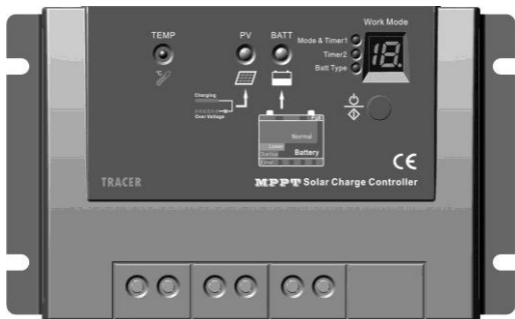 Work Mode
TEMP PV BATT
Mode & Timer1
Timer2
Batt Type
18.
°C
Charging
Over Voltage
Full
Normal
Lower
Battery
CE
TRACER MPPT Solar Charge Controller